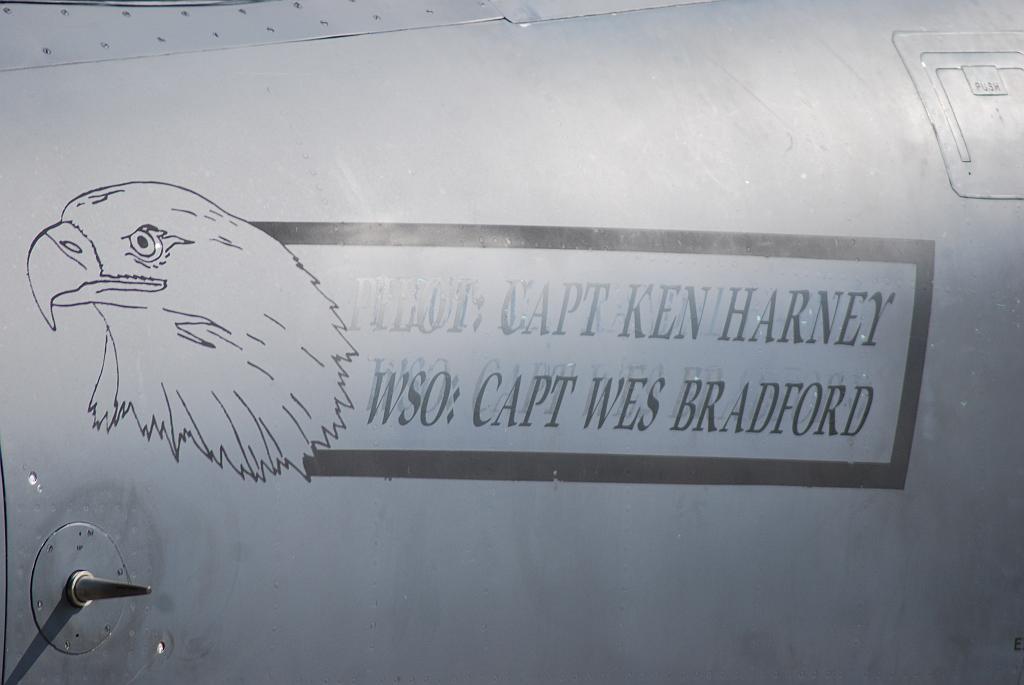 PUSH
PILOT: CAPT KEN HARNEY
WSO: CAPT WES BRADFORD